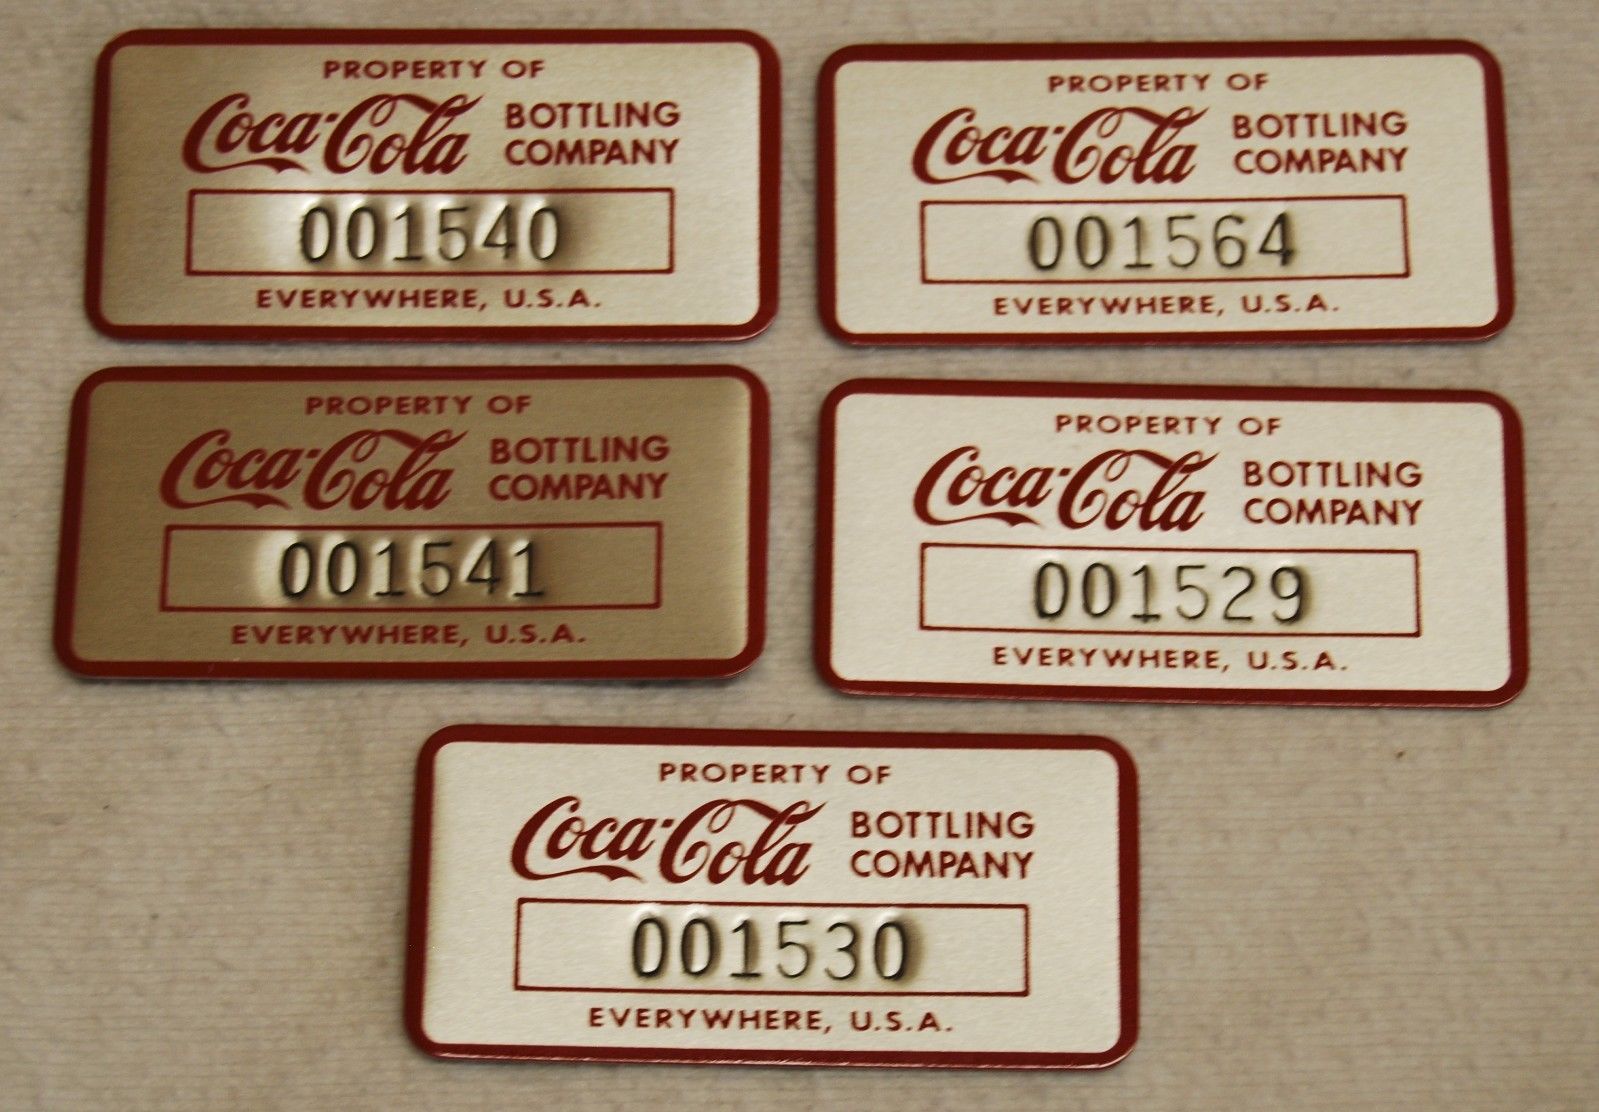 PROPERTY OF
Coca-Cola BOTTLING
COMPANY
001540
EVERYWHERE, U.S.A.
PROPERTY OF
Coca-Cola BOTTLING
COMPANY
001564
EVERYWHERE, U.S.A.
PROPERTY OF
Coca-Cola BOTTLING
COMPANY
001541
EVERYWHERE, U.S.A.
PROPERTY OF
Coca-Cola BOTTLING
COMPANY
001529
EVERYWHERE, U.S.A.
PROPERTY OF
Coca-Cola BOTTLING
COMPANY
001530
EVERYWHERE, U.S.A.